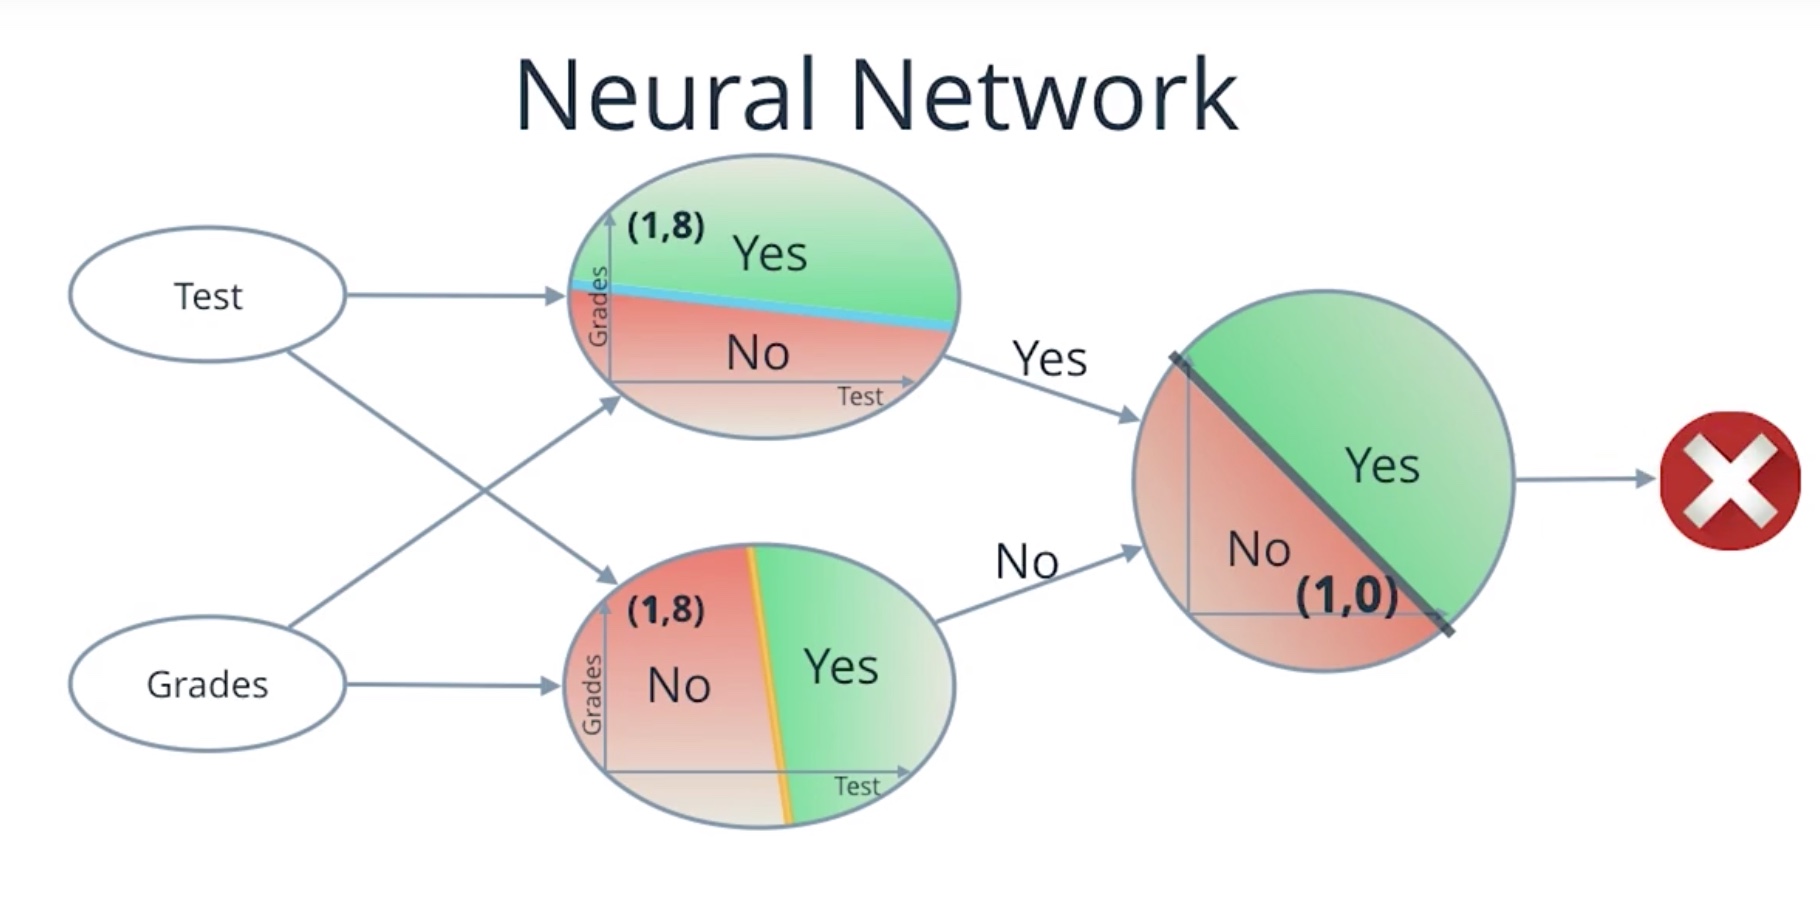 Neural Network
Test
Grades
(1,8)
Yes
Grades
No
Test
(1,8)
No
Yes
Grades
Test
Yes
No
Yes
No
(1,0)